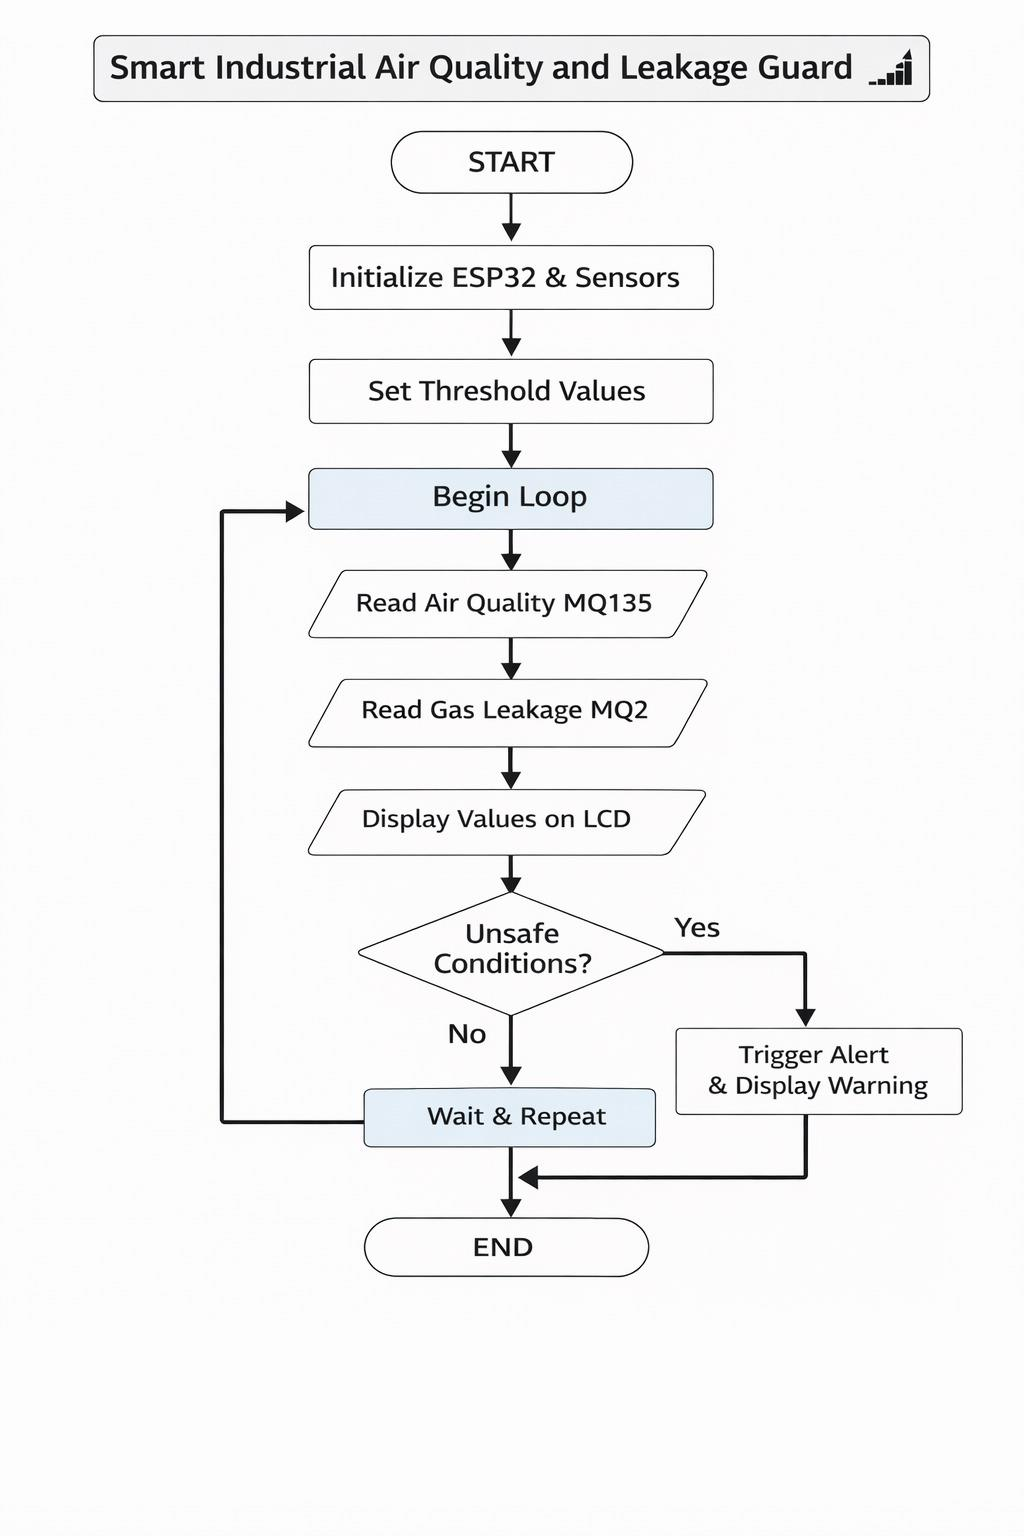 Smart Industrial Air Quality and Leakage Guard
START
Initialize ESP32 & Sensors
Set Threshold Values
Begin Loop
Read Air Quality MQ135
Read Gas Leakage MQ2
Display Values on LCD
Unsafe
Conditions?
Yes
No
Trigger Alert
& Display Warning
Wait & Repeat
END